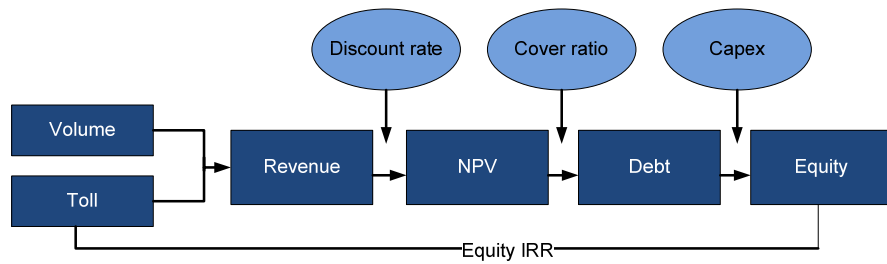 Discount rate
Cover ratio
Capex
Volume
Toll
Revenue
NPV
Debt
Equity
Equity IRR